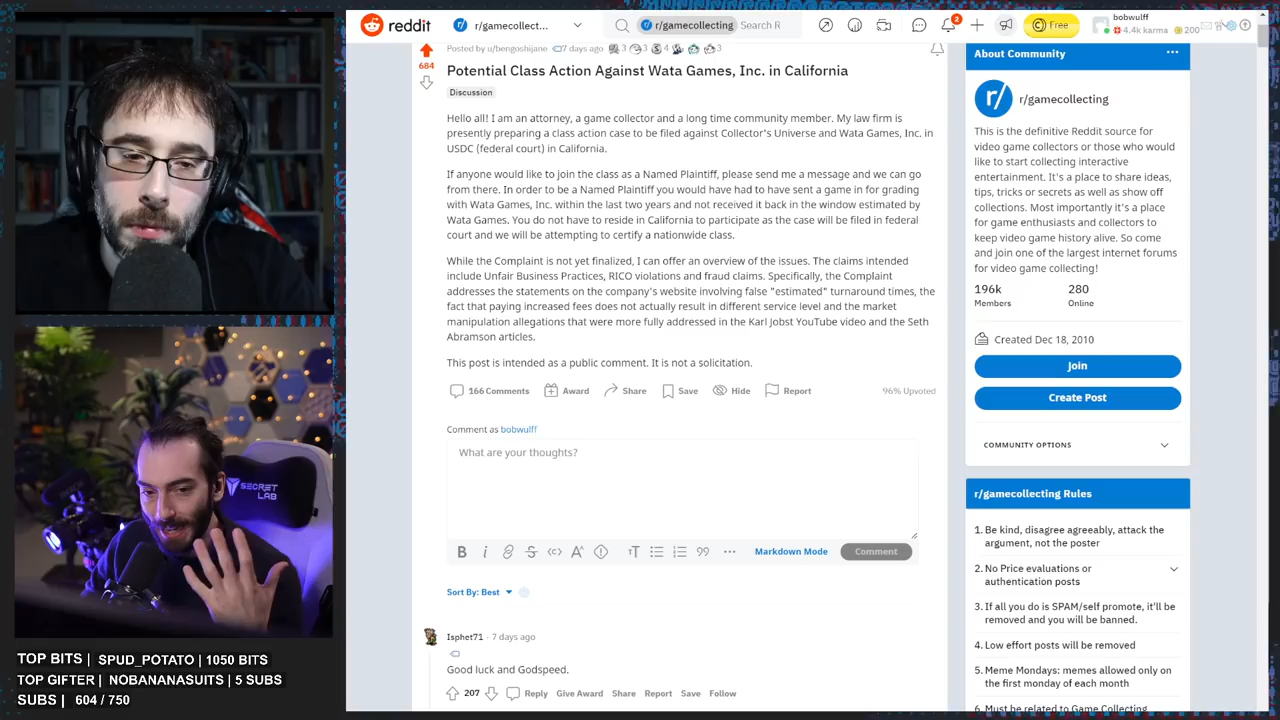 reddit
r/gamecollect...
r/gamecollecting Search R
2
Free
bobwulff
4.4k karma
200
Posted by u/bengoshijane 7 days ago 3 3 4 3
684
Potential Class Action Against Wata Games, Inc. in California
Discussion
Hello all! I am an attorney, a game collector and a long time community member. My law firm is
presently preparing a class action case to be filed against Collector's Universe and Wata Games, Inc. in
USDC (federal court) in California.
If anyone would like to join the class as a Named Plaintiff, please send me a message and we can go
from there. In order to be a Named Plaintiff you would have had to have sent a game in for grading
with Wata Games, Inc. within the last two years and not received it back in the window estimated by
Wata Games. You do not have to reside in California to participate as the case will be filed in federal
court and we will be attempting to certify a nationwide class.
While the Complaint is not yet finalized, I can offer an overview of the issues. The claims intended
include Unfair Business Practices, RICO violations and fraud claims. Specifically, the Complaint
addresses the statements on the company's website involving false "estimated" turnaround times, the
fact that paying increased fees does not actually result in different service level and the market
manipulation allegations that were more fully addressed in the Karl Jobst YouTube video and the Seth
Abramson articles.
This post is intended as a public comment. It is not a solicitation.
166 Comments Award Share Save Hide Report 96% Upvoted
Comment as bobwulff
What are your thoughts?
B i A T 99 Markdown Mode Comment
Sort By: Best
Isphet71 · 7 days ago
Good luck and Godspeed.
207 Reply Give Award Share Report Save Follow
About Community
r/gamecollecting
This is the definitive Reddit source for
video game collectors or those who would
like to start collecting interactive
entertainment. It's a place to share ideas,
tips, tricks or secrets as well as show off
collections. Most importantly it's a place
for game enthusiasts and collectors to
keep video game history alive. So come
and join one of the largest internet forums
for video game collecting!
196k 280
Members Online
Created Dec 18, 2010
Join
Create Post
COMMUNITY OPTIONS
r/gamecollecting Rules
1. Be kind, disagree agreeably, attack the
argument, not the poster
2. No Price evaluations or
authentication posts
3. If all you do is SPAM/self promote, it'll be
removed and you will be banned.
4. Low effort posts will be removed
5. Meme Mondays: memes allowed only on
the first monday of each month
6. Must be related to Game Collecting
SECRET
LAB
TOP BITS | SPUD_POTATO | 1050 BITS
TOP GIFTER | NOBANANASUITS | 5 SUBS
SUBS | 604 / 750